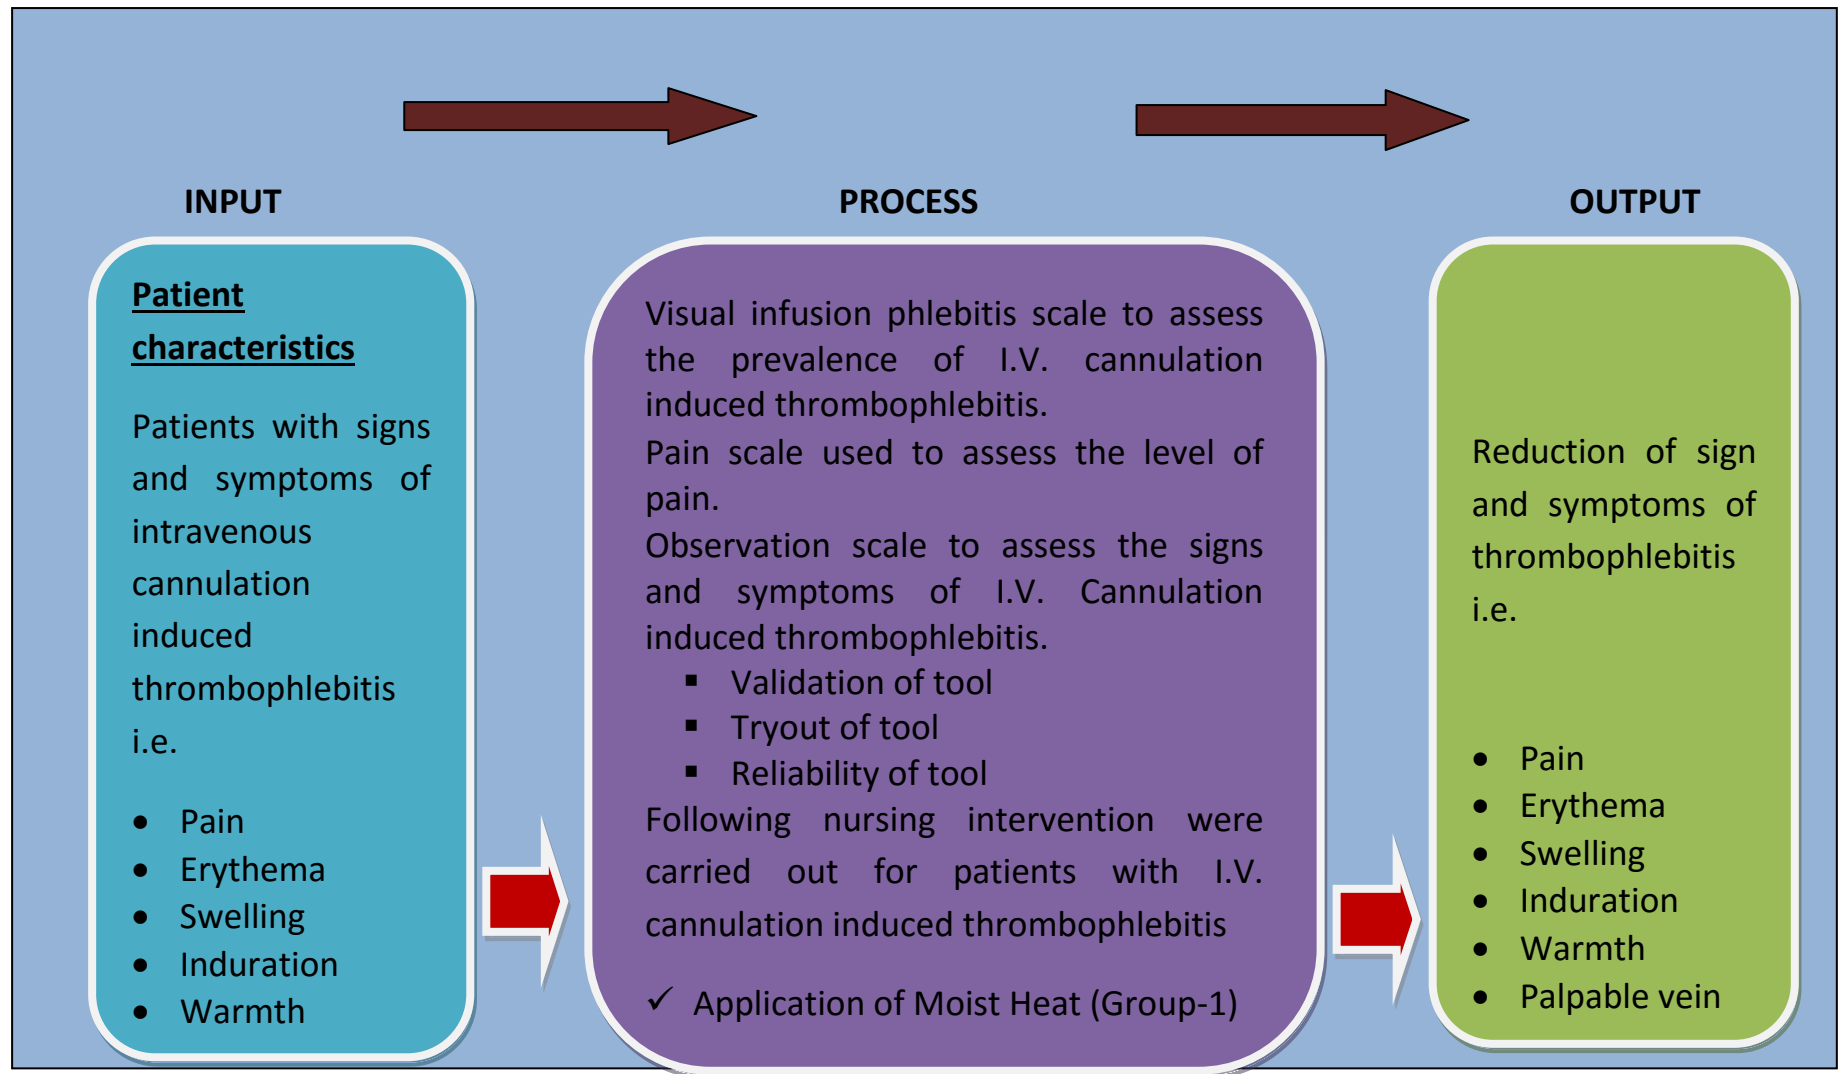 INPUT
PROCESS
OUTPUT
Patient
characteristics
Patients with signs
and symptoms of
intravenous
cannulation
induced
thrombophlebitis
i.e.
• Pain
• Erythema
• Swelling
• Induration
• Warmth
Visual infusion phlebitis scale to assess
the prevalence of I.V. cannulation
induced thrombophlebitis.
Pain scale used to assess the level of
pain.
Observation scale to assess the signs
and symptoms of I.V. Cannulation
induced thrombophlebitis.
▪ Validation of tool
▪ Tryout of tool
▪ Reliability of tool
Following nursing intervention were
carried out for patients with I.V.
cannulation induced thrombophlebitis
✓ Application of Moist Heat (Group-1)
Reduction of sign
and symptoms of
thrombophlebitis
i.e.
• Pain
• Erythema
• Swelling
• Induration
• Warmth
• Palpable vein